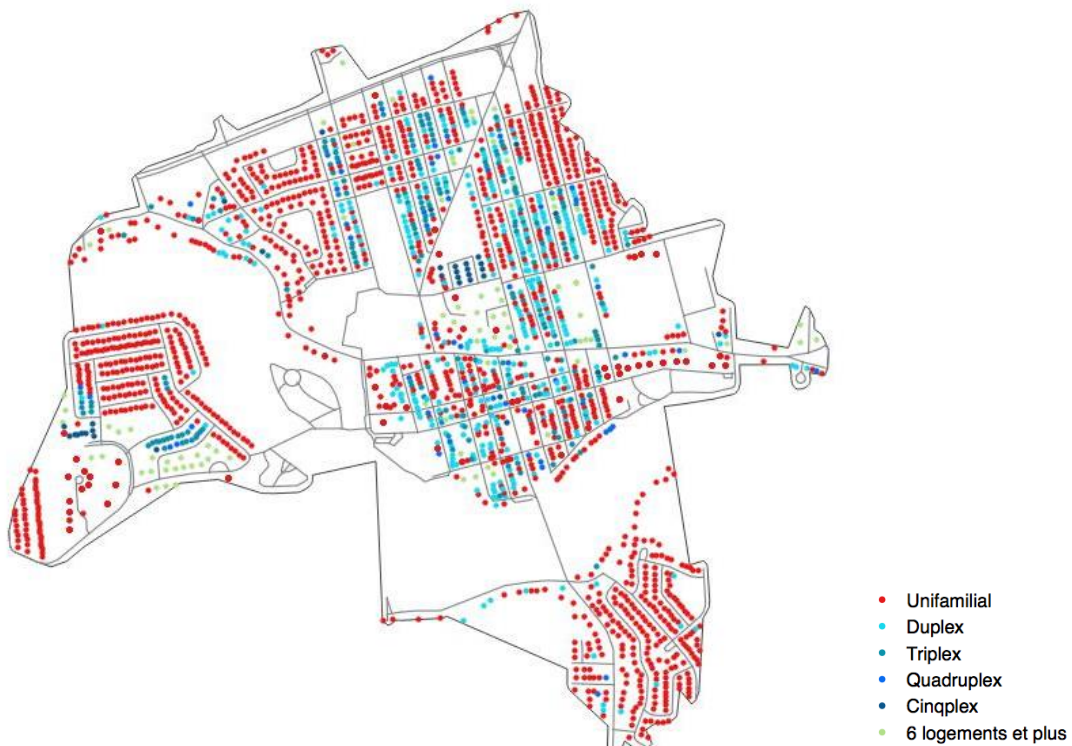 Unifamilial
Duplex
Triplex
Quadruplex
Cinqplex
6 logements et plus